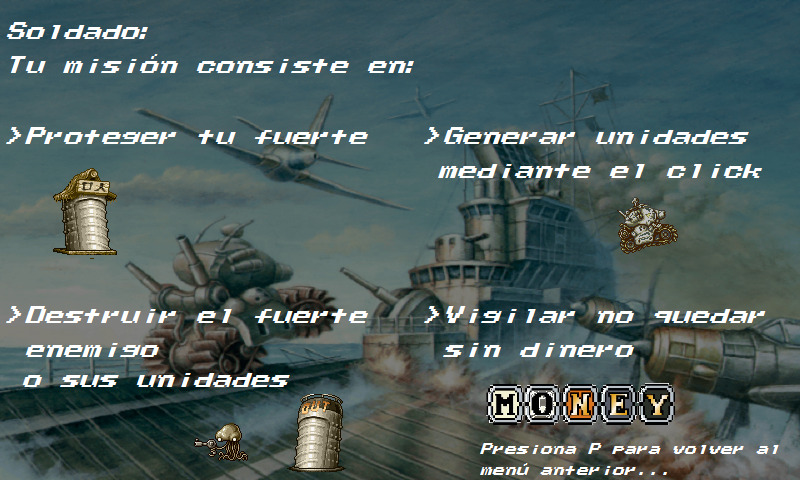 Soldado:
Tu misión consiste en:
>Proteger tu fuerte
>Generar unidades
mediante el click
>Destruir el fuerte
enemigo
o sus unidades
OUT
>Vigilar no quedar
sin dinero
MONEY
Presiona P para volver al
menú anterior...